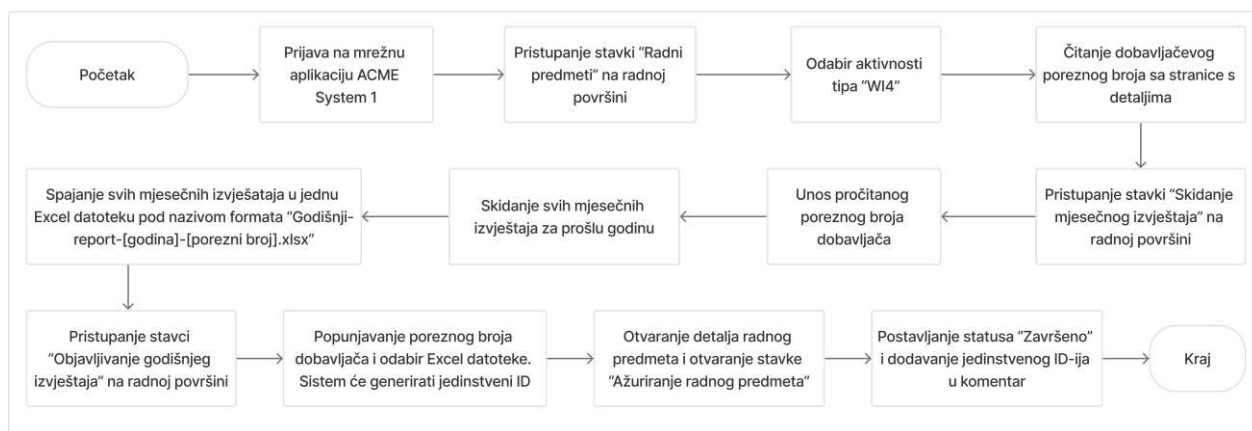 Početak
Prijava na mrežnu
aplikaciju ACME
System 1
Pristupanje stavki “Radni
predmeti” na radnoj
površini
Odabir aktivnosti
tipa “WI4”
Čitanje dobavljačevog
poreznog broja sa stranice s
detaljima
Pristupanje stavki “Skidanje
mjesečnog izvještaja” na
radnoj površini
Unos pročitanog
poreznog broja
dobavljača
Skidanje svih mjesečnih
izvještaja za prošlu godinu
Spajanje svih mjesečnih izvješataja u jednu
Excel datoteku pod nazivom formata “Godišnji-
report-[godina]-[porezni broj].xlsx”
Pristupanje stavci
“Objavljivanje godišnjeg
izvještaja” na radnoj površini
Popunjavanje poreznog broja
dobavljača i odabir Excel datoteke.
Sistem će generirati jedinstveni ID
Otvaranje detalja radnog
predmeta i otvaranje stavke
“Ažuriranje radnog predmeta”
Postavljanje statusa “Završeno”
i dodavanje jedinstvenog ID-ija
u komentar
Kraj